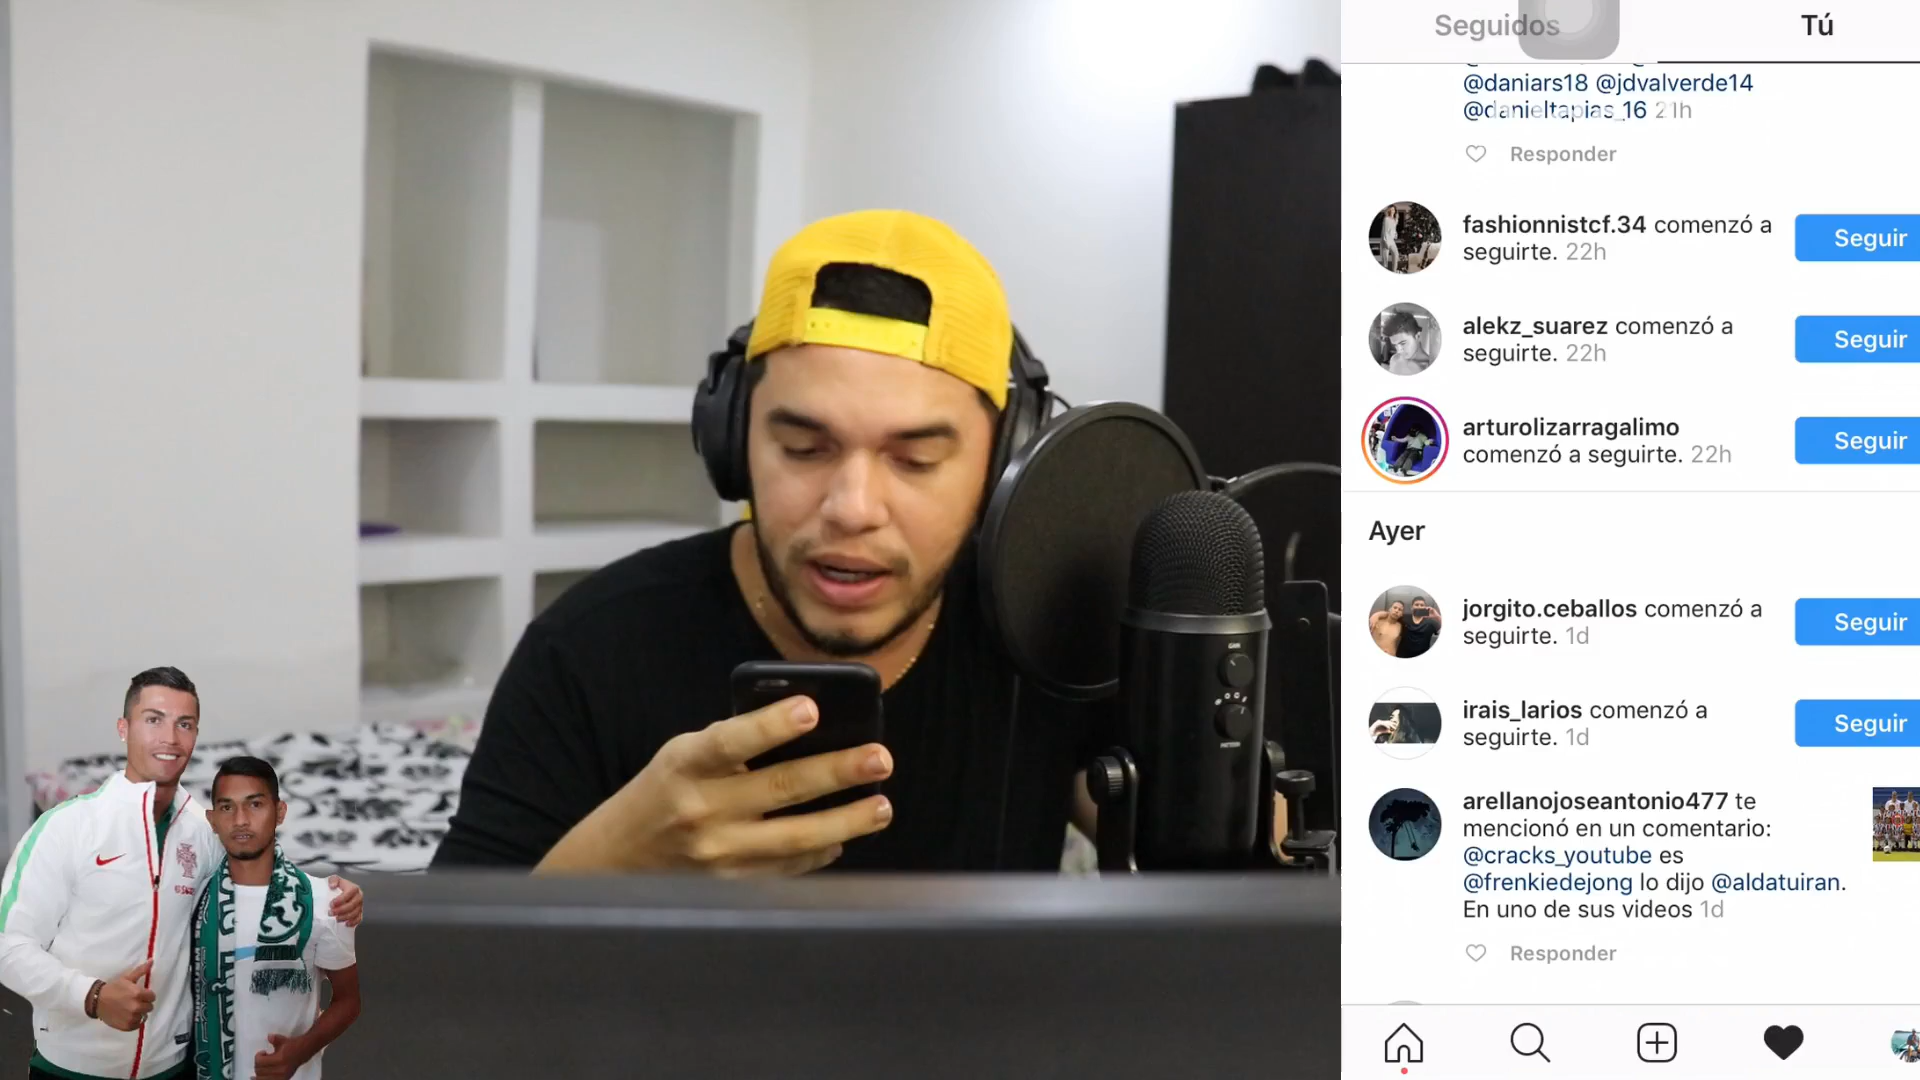 Seguidos
Tú
@daniars18 @jdvalverde14
@danieltapias_16 21h
Responder
fashionnistcf.34 comenzó a
seguirte. 22h
Seguir
alekz_suarez comenzó a
seguirte. 22h
Seguir
arturolizarragalimo
comenzó a seguirte. 22h
Seguir
Ayer
jorgito.ceballos comenzó a
seguirte. 1d
Seguir
irais_larios comenzó a
seguirte. 1d
Seguir
arellanojoseantonio477 te
mencionó en un comentario:
@cracks_youtube es
@frenkiedejong lo dijo @aldatuiran.
En uno de sus videos 1d
Responder